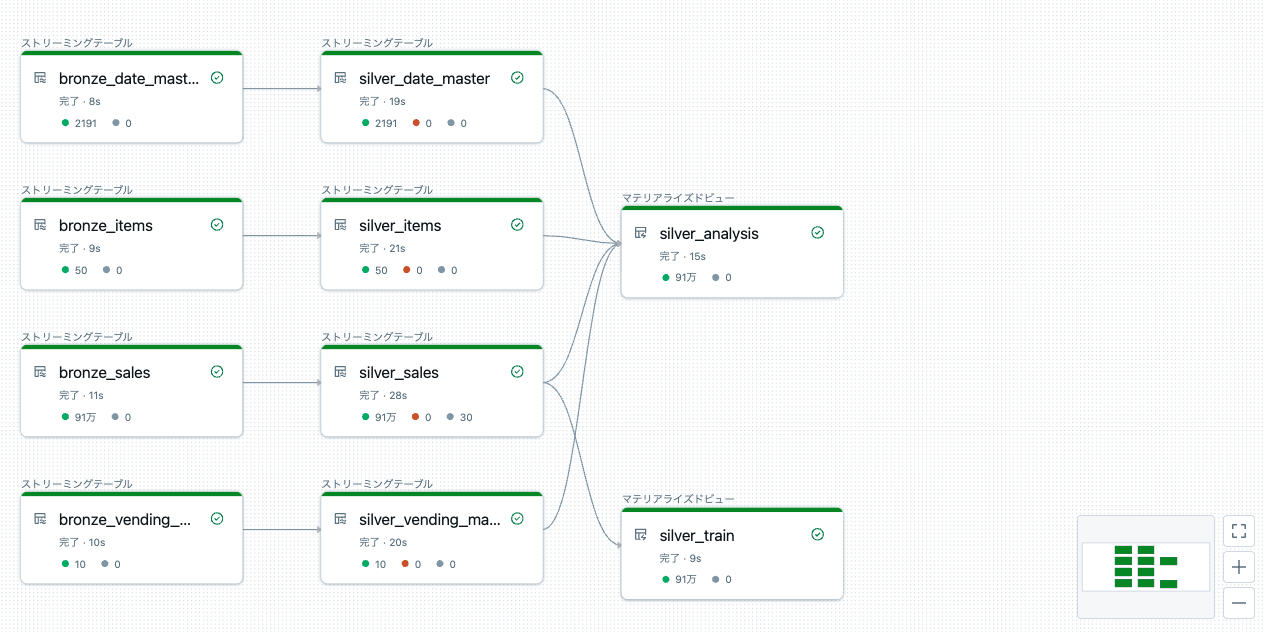 ストリーミングテーブル
bronze_date_mast...
完了 · 8s
2191 0
ストリーミングテーブル
silver_date_master
完了 · 19s
2191 0 0
ストリーミングテーブル
bronze_items
完了 · 9s
50 0
ストリーミングテーブル
silver_items
完了 · 21s
50 0 0
マテリアライズドビュー
silver_analysis
完了 · 15s
91万 0
ストリーミングテーブル
bronze_sales
完了 · 11s
91万 0
ストリーミングテーブル
silver_sales
完了 · 28s
91万 0 30
ストリーミングテーブル
bronze_vending_...
完了 · 10s
10 0
ストリーミングテーブル
silver_vending_ma...
完了 · 20s
10 0 0
マテリアライズドビュー
silver_train
完了 · 9s
91万 0